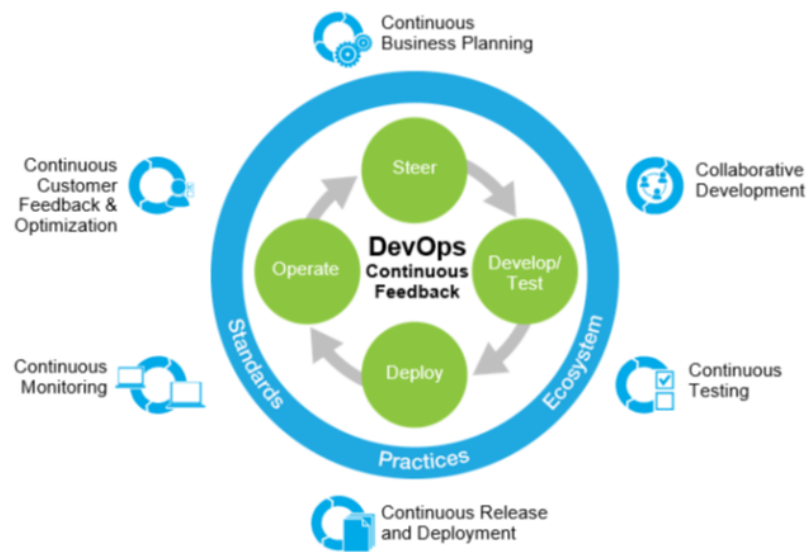 Continuous
Business Planning
Continuous
Customer
Feedback &
Optimization
Collaborative
Development
Steer
Operate
DevOps
Continuous
Feedback
Develop/
Test
Deploy
Standards
Practices
Ecosystem
Continuous
Monitoring
Continuous
Testing
Continuous Release
and Deployment